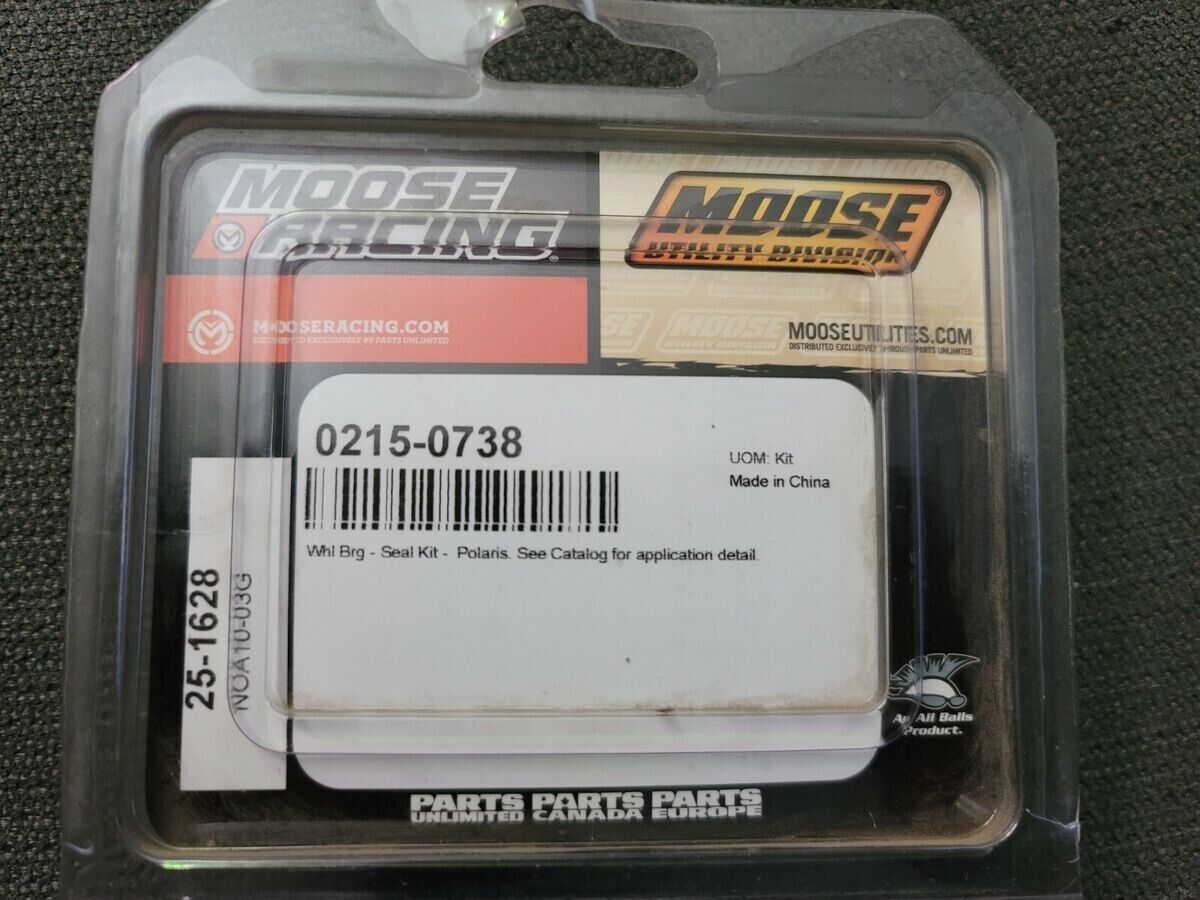 MOOSE
RACING®
MOOSERACING.COM
DISTRIBUTED EXCLUSIVELY BY PARTS UNLIMITED
MOOSE®
UTILITY DIVISION
MOOSEUTILITIES.COM
DISTRIBUTED EXCLUSIVELY THROUGH PARTS UNLIMITED
0215-0738
UOM: Kit
Made in China
Whl Brg - Seal Kit - Polaris. See Catalog for application detail.
25-1628
NOA10-03G
An All Balls
Product.
PARTS PARTS PARTS
UNLIMITED CANADA EUROPE